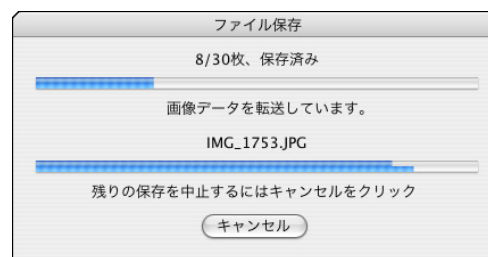 ファイル保存
8/30枚、保存済み
画像データを転送しています。
IMG_1753.JPG
残りの保存を中止するにはキャンセルをクリック
キャンセル